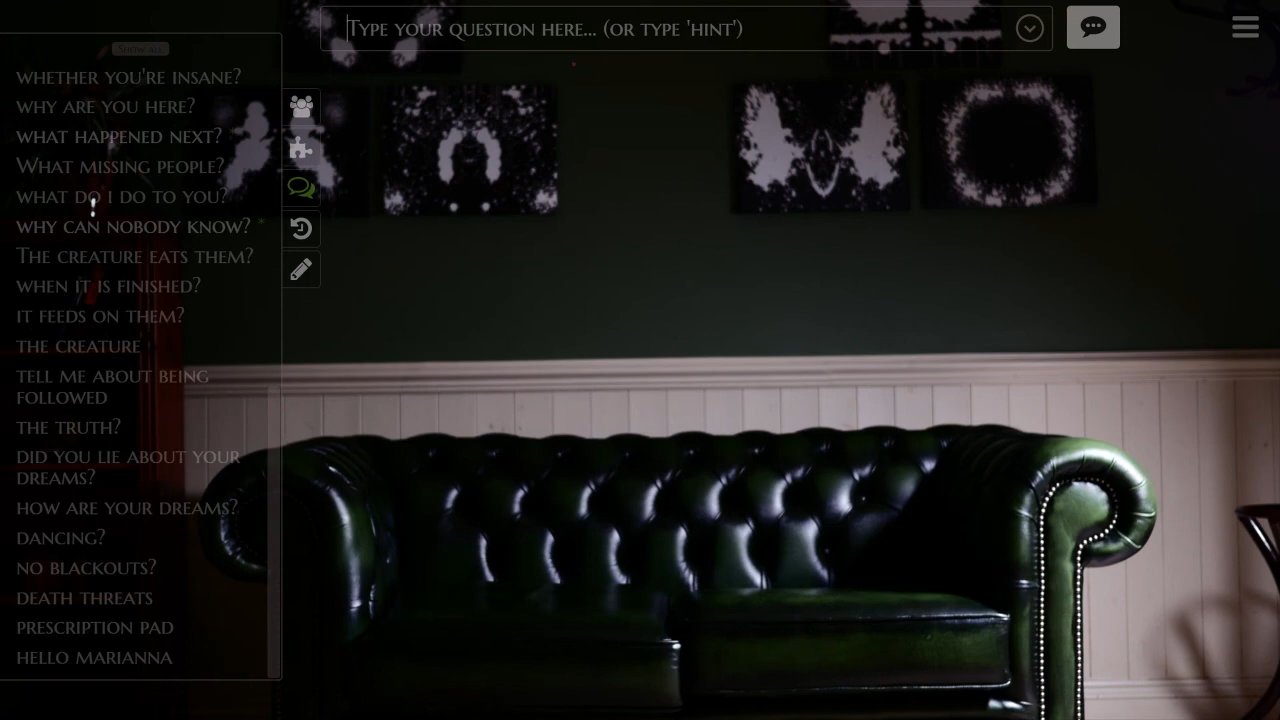 Type your question here... (or type 'hint')
Show all
whether you're insane?
why are you here?
what happened next? *
What missing people?
what do i do to you?
why can nobody know? *
The creature eats them?
when it is finished?
it feeds on them?
the creature
tell me about being
followed
the truth?
did you lie about your
dreams?
how are your dreams?
dancing?
no blackouts?
death threats
prescription pad
hello marianna